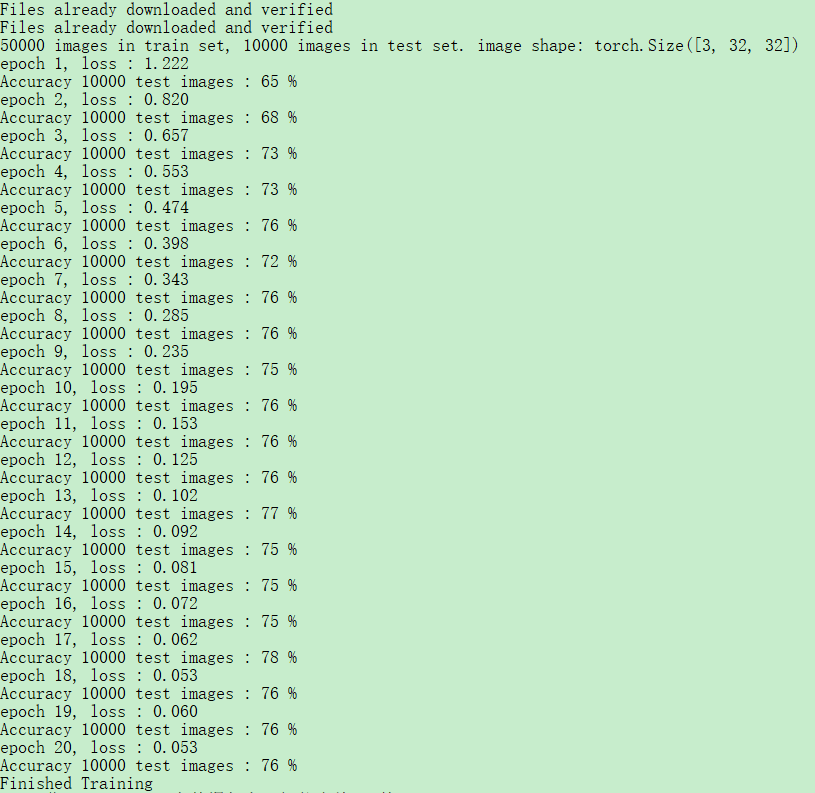 Files already downloaded and verified
Files already downloaded and verified
50000 images in train set, 10000 images in test set. image shape: torch.Size([3, 32, 32])
epoch 1, loss : 1.222
Accuracy 10000 test images : 65 %
epoch 2, loss : 0.820
Accuracy 10000 test images : 68 %
epoch 3, loss : 0.657
Accuracy 10000 test images : 73 %
epoch 4, loss : 0.553
Accuracy 10000 test images : 73 %
epoch 5, loss : 0.474
Accuracy 10000 test images : 76 %
epoch 6, loss : 0.398
Accuracy 10000 test images : 72 %
epoch 7, loss : 0.343
Accuracy 10000 test images : 76 %
epoch 8, loss : 0.285
Accuracy 10000 test images : 76 %
epoch 9, loss : 0.235
Accuracy 10000 test images : 75 %
epoch 10, loss : 0.195
Accuracy 10000 test images : 76 %
epoch 11, loss : 0.153
Accuracy 10000 test images : 76 %
epoch 12, loss : 0.125
Accuracy 10000 test images : 76 %
epoch 13, loss : 0.102
Accuracy 10000 test images : 77 %
epoch 14, loss : 0.092
Accuracy 10000 test images : 75 %
epoch 15, loss : 0.081
Accuracy 10000 test images : 75 %
epoch 16, loss : 0.072
Accuracy 10000 test images : 75 %
epoch 17, loss : 0.062
Accuracy 10000 test images : 78 %
epoch 18, loss : 0.053
Accuracy 10000 test images : 76 %
epoch 19, loss : 0.060
Accuracy 10000 test images : 76 %
epoch 20, loss : 0.053
Accuracy 10000 test images : 76 %
Finished Training